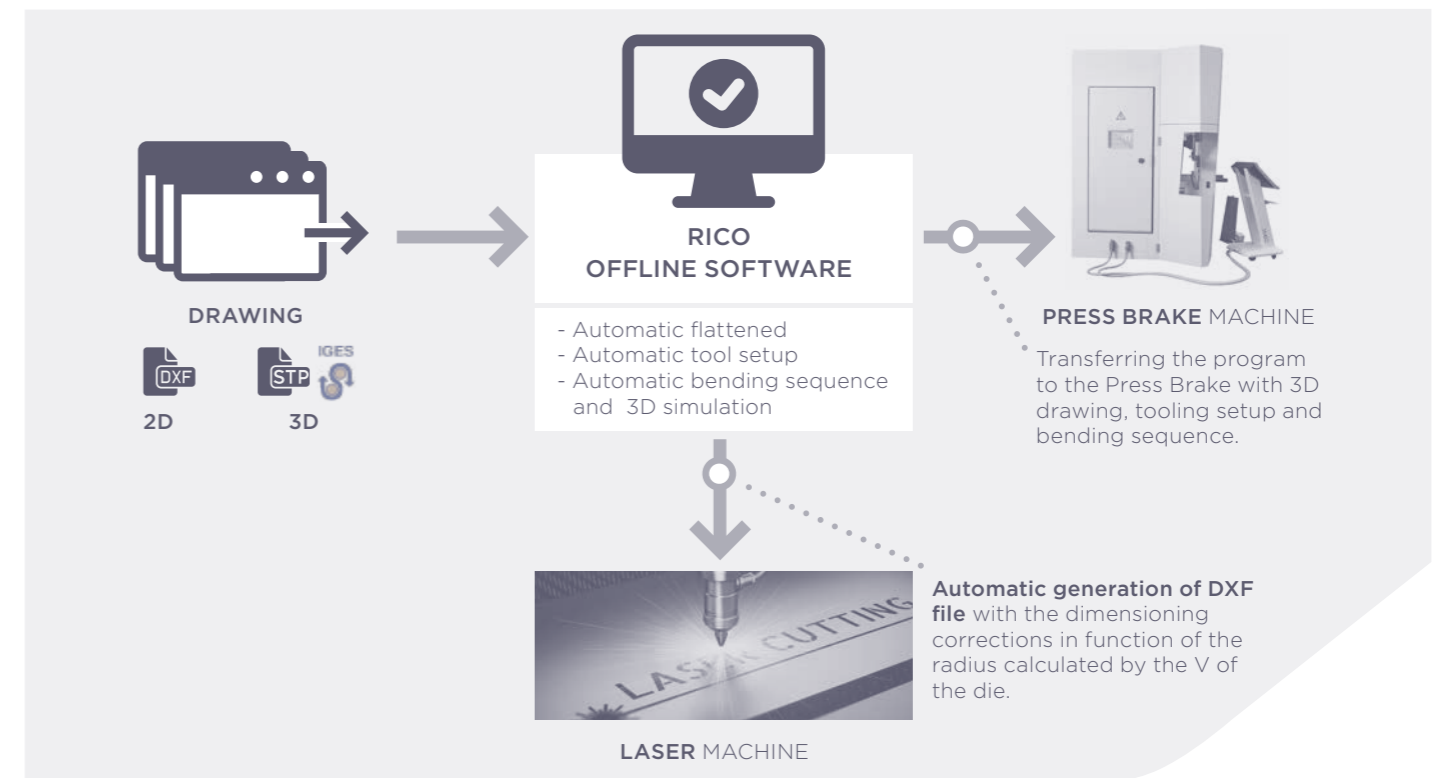 DRAWING
DXF
2D
STP
IGES
3D
RICO
OFFLINE SOFTWARE
- Automatic flattened
- Automatic tool setup
- Automatic bending sequence
and 3D simulation
PRESS BRAKE MACHINE
Transferring the program
to the Press Brake with 3D
drawing, tooling setup and
bending sequence.
LASER CUTTING
Automatic generation of DXF
file with the dimensioning
corrections in function of the
radius calculated by the V of
the die.
LASER MACHINE